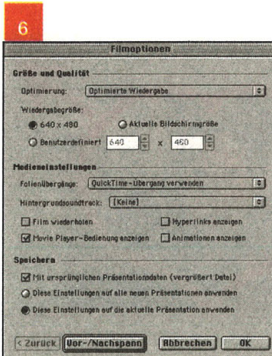 6
Filmoptionen
Größe und Qualität
Optimierung: Optimierte Wiedergabe
Wiedergabegröße:
640 x 480 Aktuelle Bildschirmgröße
Benutzerdefiniert 640 x 480
Medieneinstellungen
Folienübergänge: QuickTime-Übergang verwenden
Hintergrundsoundtrack: [Keine]
Film wiederholen Hyperlinks anzeigen
Movie Player-Bedienung anzeigen Animationen anzeigen
Speichern
Mit ursprünglichen Präsentationsdaten (vergrößert Datei)
Diese Einstellungen auf alle neuen Präsentationen anwenden
Diese Einstellungen auf die aktuelle Präsentation anwenden
< Zurück Vor-/Nachspann Abbrechen OK